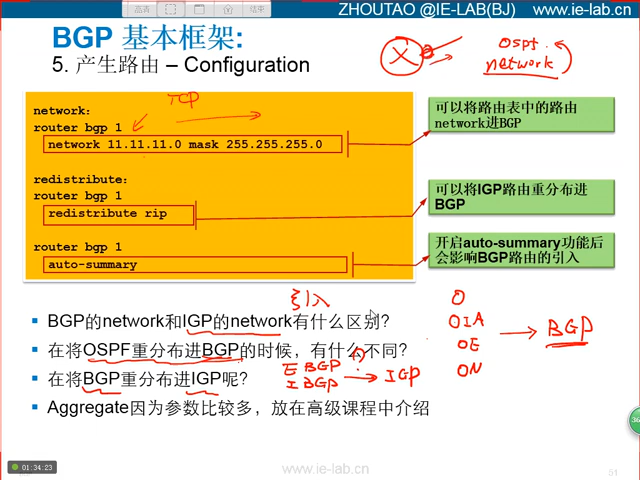 高亮
结束
ZHOUTAO @IE-LAB(BJ) www.ie-lab.cn
BGP 基本框架:
5. 产生路由 – Configuration
X
ospf
network
TCP
network:
router bgp 1
network 11.11.11.0 mask 255.255.255.0
可以将路由表中的路由
network进BGP
redistribute:
router bgp 1
redistribute rip
可以将IGP路由重分布进
BGP
router bgp 1
auto-summary
开启auto-summary功能后
会影响BGP路由的引入
引入
▪ BGP的network和IGP的network有什么区别?
▪ 在将OSPF重分布进BGP的时候，有什么不同?
▪ 在将BGP重分布进IGP呢?
▪ Aggregate因为参数比较多，放在高级课程中介绍
O
OIA
OE
ON
BGP
EBGP
IBGP
IGP
?
01:34:23
www.ie-lab.cn
51